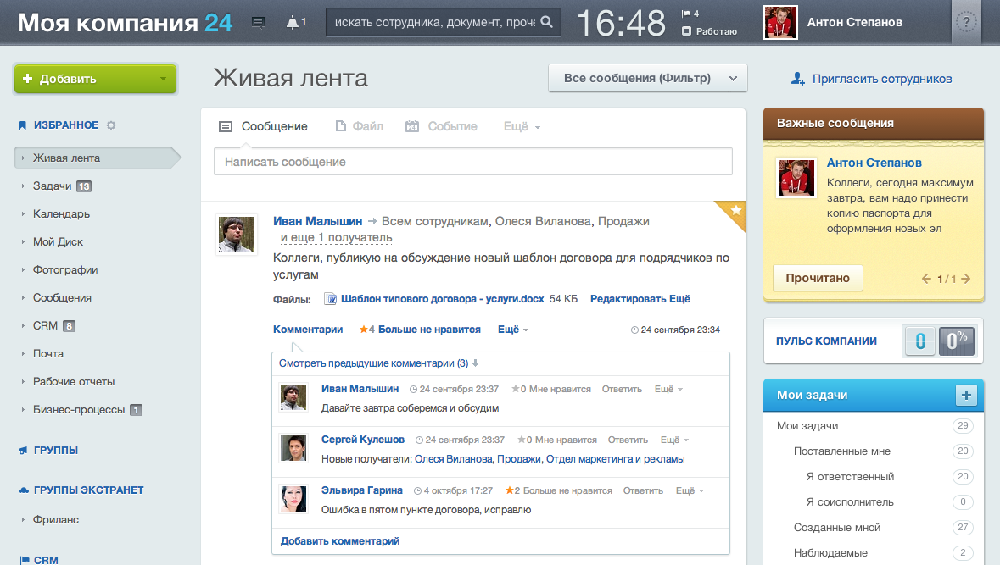 Моя компания 24
1
искать сотрудника, документ, проче
16:48
4
Работаю
Антон Степанов
?
Добавить
Живая лента
Все сообщения (Фильтр)
Пригласить сотрудников
ИЗБРАННОЕ
Живая лента
Задачи 13
Календарь
Мой Диск
Фотографии
Сообщения
CRM 8
Почта
Рабочие отчеты
Бизнес-процессы 1
ГРУППЫ
ГРУППЫ ЭКСТРАНЕТ
Фриланс
CRM
Сообщение Файл 24 Событие Ещё
Написать сообщение
Иван Малышин → Всем сотрудникам, Олеся Виланова, Продажи
и еще 1 получатель
Коллеги, публикую на обсуждение новый шаблон договора для подрядчиков по
услугам
Файлы: Шаблон типового договора - услуги.docx 54 КБ Редактировать Ещё
Комментарии ★4 Больше не нравится Ещё 24 сентября 23:34
Смотреть предыдущие комментарии (3)
Иван Малышин 24 сентября 23:37 ★0 Мне нравится Ответить Ещё
Давайте завтра соберемся и обсудим
Сергей Кулешов 24 сентября 23:37 ★0 Мне нравится Ответить Ещё
Новые получатели: Олеся Виланова, Продажи, Отдел маркетинга и рекламы
Эльвира Гарина 4 октября 17:27 ★2 Больше не нравится Ответить Ещё
Ошибка в пятом пункте договора, исправлю
Добавить комментарий
Важные сообщения
Антон Степанов
Коллеги, сегодня максимум
завтра, вам надо принести
копию паспорта для
оформления новых эл
Прочитано ← 1 / 1 →
ПУЛЬС КОМПАНИИ 0 0%
Мои задачи +
Мои задачи 29
Поставленные мне 20
Я ответственный 20
Я соисполнитель 0
Созданные мной 27
Наблюдаемые 2